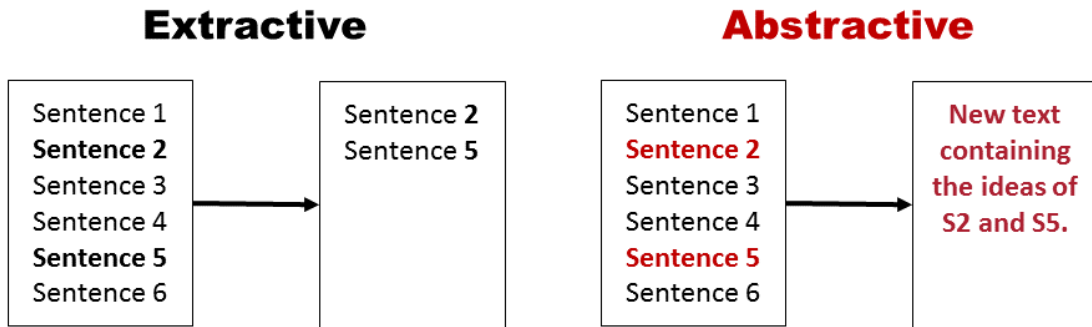 Extractive
Abstractive
Sentence 1
Sentence 2
Sentence 3
Sentence 4
Sentence 5
Sentence 6
Sentence 2
Sentence 5
Sentence 1
Sentence 2
Sentence 3
Sentence 4
Sentence 5
Sentence 6
New text
containing
the ideas of
S2 and S5.